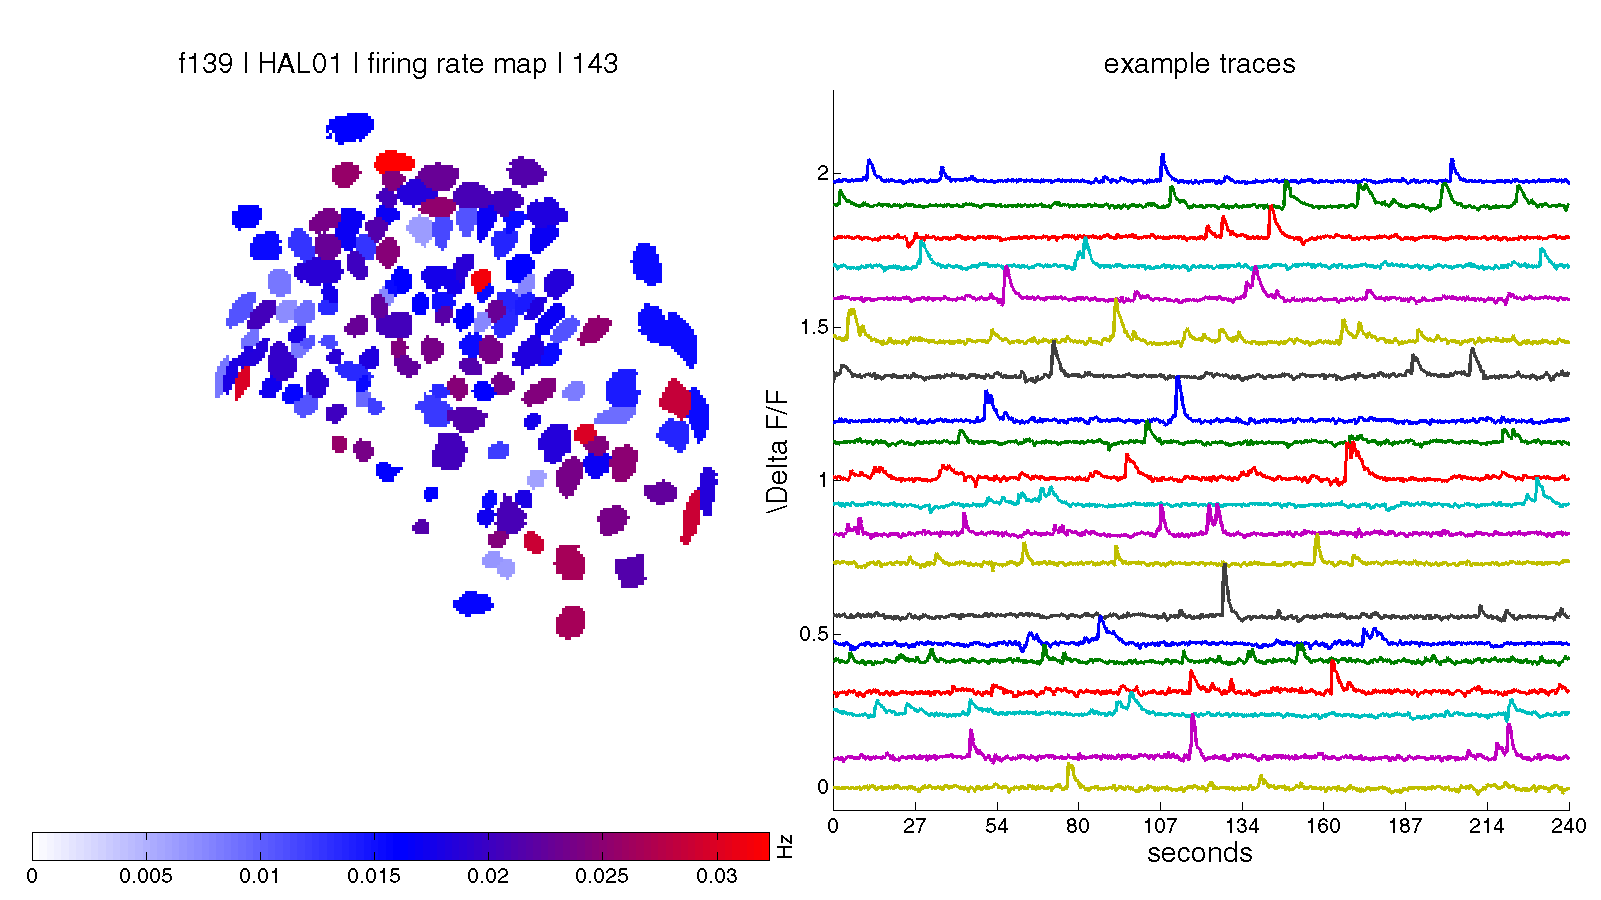 f139 | HAL01 | firing rate map | 143
0 0.005 0.01 0.015 0.02 0.025 0.03
Hz
example traces
\Delta F/F
2
1.5
1
0.5
0
0 27 54 80 107 134 160 187 214 240
seconds